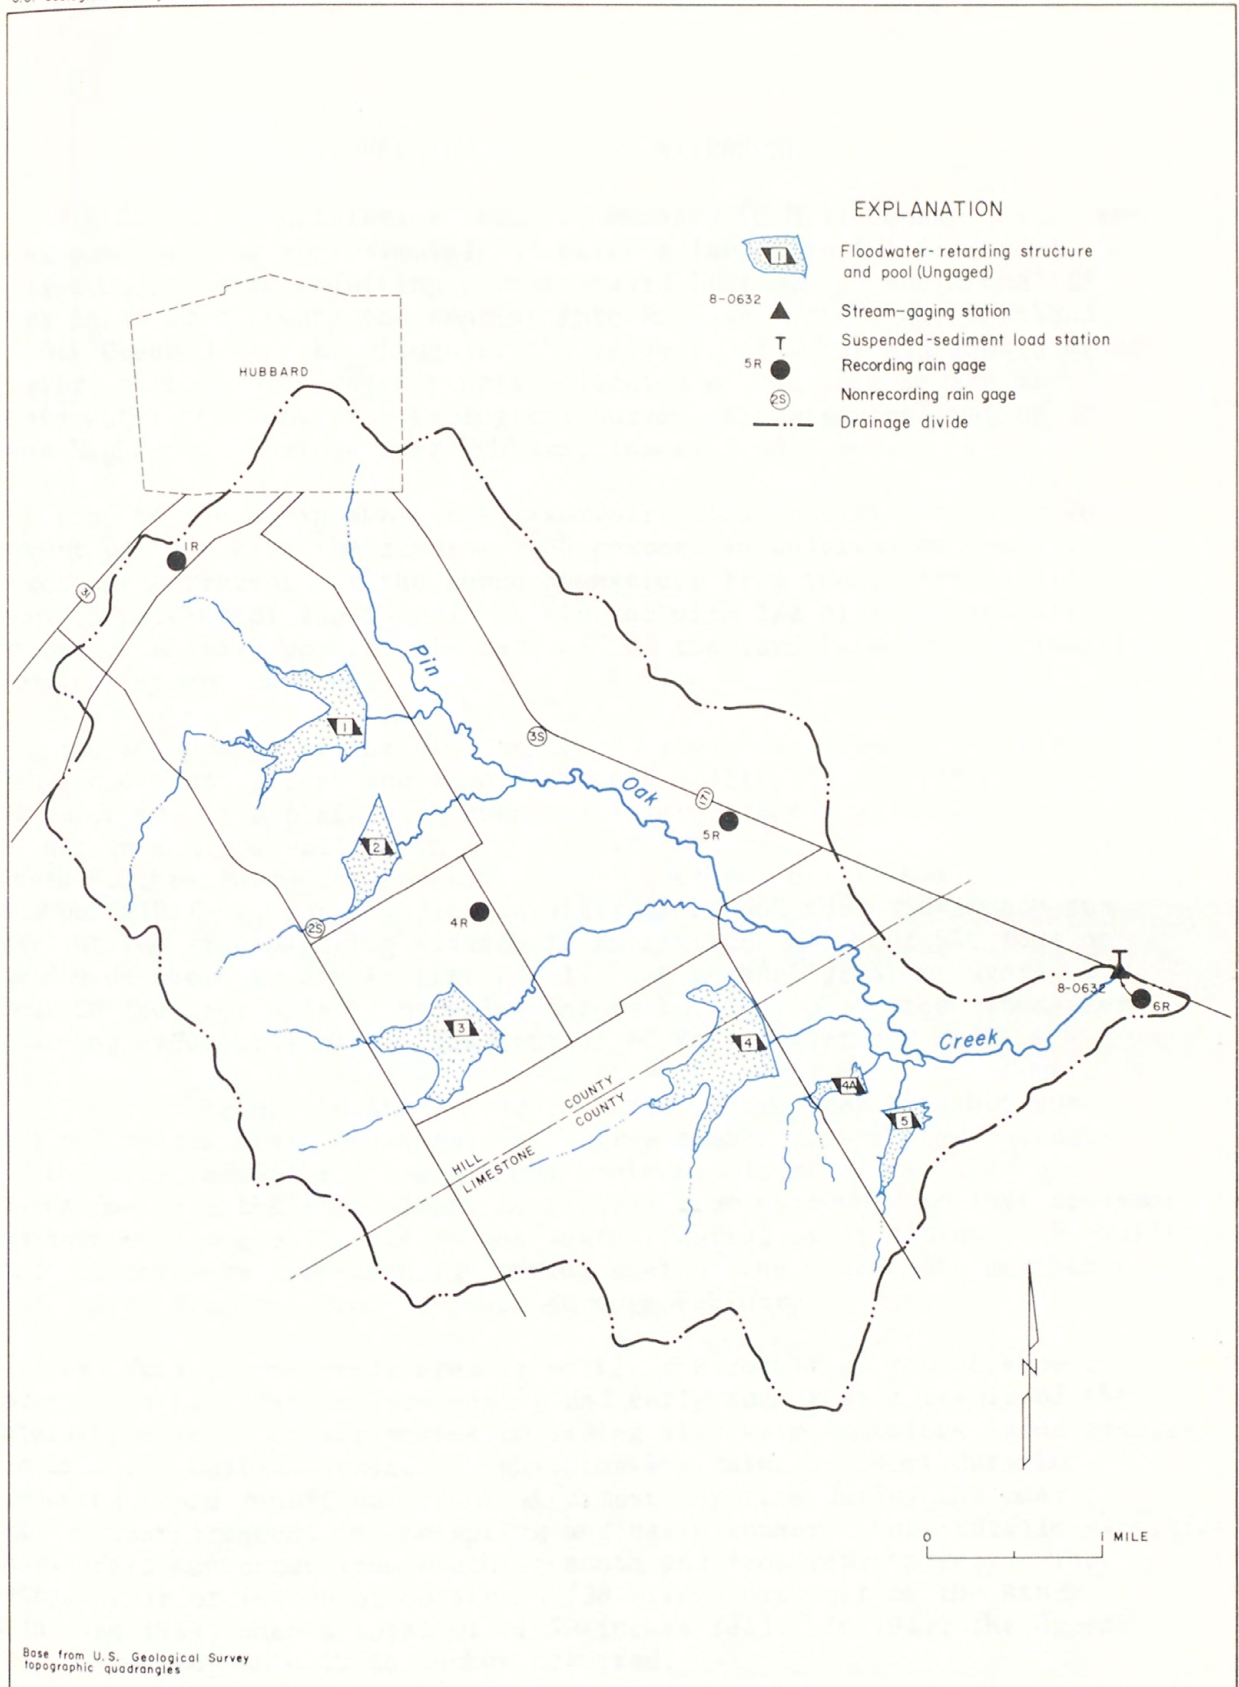 EXPLANATION
1
Floodwater-retarding structure
and pool (Ungaged)
8-0632
Stream-gaging station
T
Suspended-sediment load station
5R
Recording rain gage
2S
Nonrecording rain gage
Drainage divide
HUBBARD
1R
31
Pin
1
3S
Oak
171
5R
2
4R
2S
8-0632
6R
3
4
Creek
4A
5
COUNTY
COUNTY
HILL
LIMESTONE
N
0 1 MILE
Base from U.S. Geological Survey
topographic quadrangles